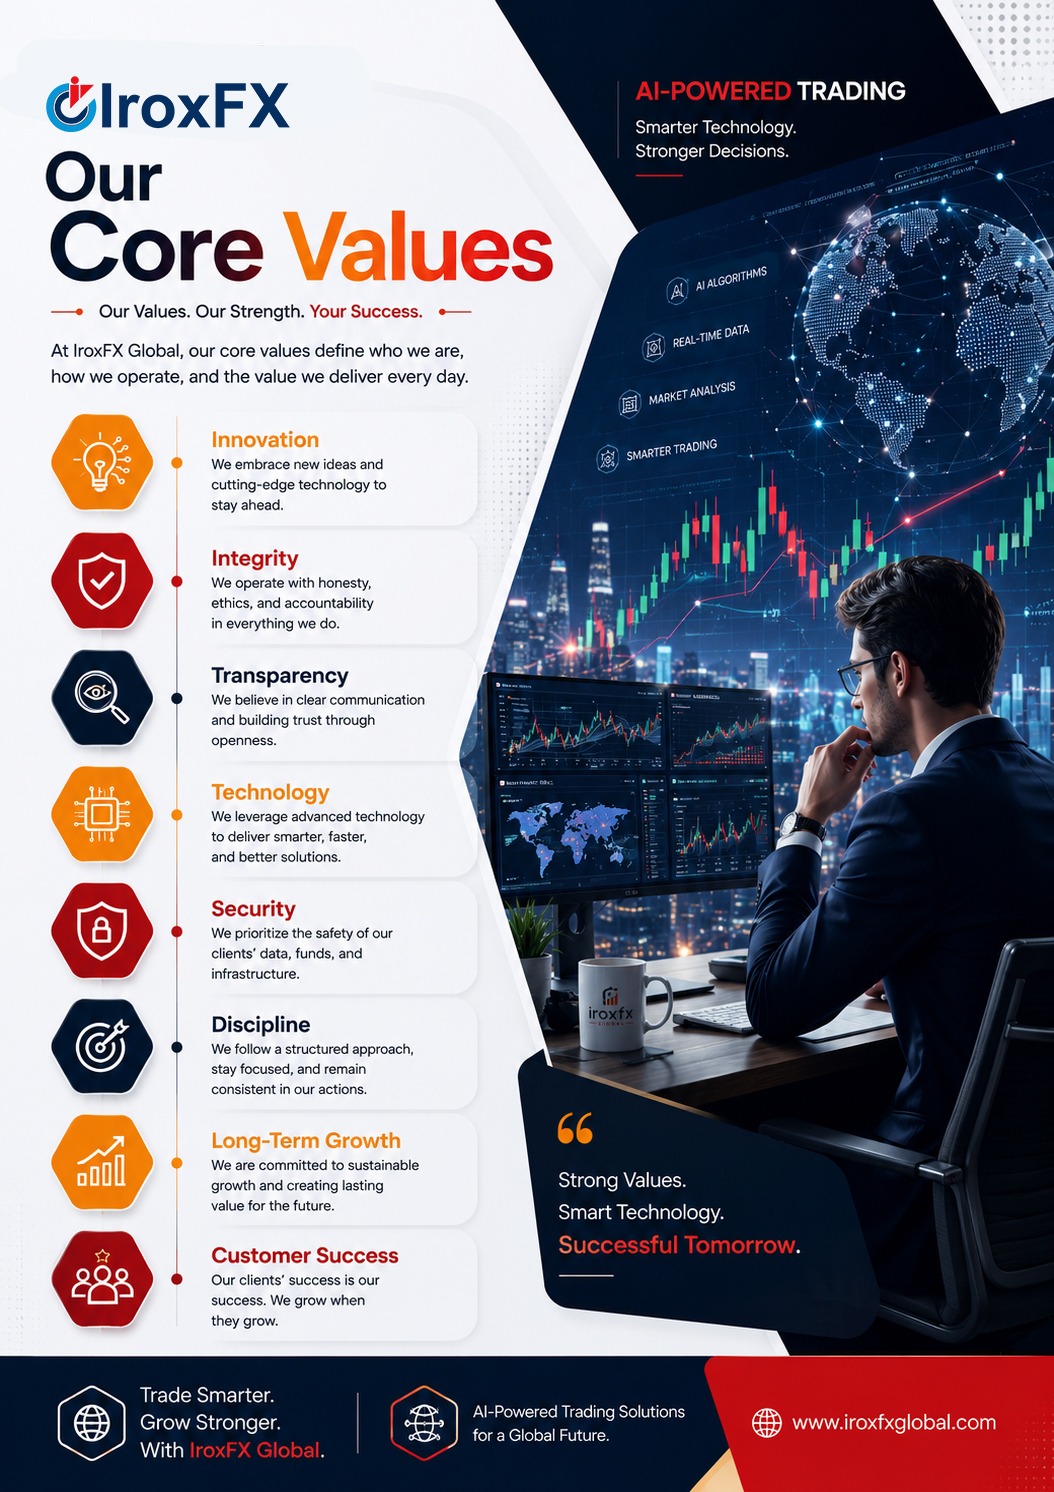 IroxFX
Our
Core Values
Our Values. Our Strength. Your Success.
At IroxFX Global, our core values define who we are,
how we operate, and the value we deliver every day.
Innovation
We embrace new ideas and
cutting-edge technology to
stay ahead.
Integrity
We operate with honesty,
ethics, and accountability
in everything we do.
Transparency
We believe in clear communication
and building trust through
openness.
Technology
We leverage advanced technology
to deliver smarter, faster,
and better solutions.
Security
We prioritize the safety of our
clients' data, funds, and
infrastructure.
Discipline
We follow a structured approach,
stay focused, and remain
consistent in our actions.
Long-Term Growth
We are committed to sustainable
growth and creating lasting
value for the future.
Customer Success
Our clients' success is our
success. We grow when
they grow.
AI-POWERED TRADING
Smarter Technology.
Stronger Decisions.
AI ALGORITHMS
REAL-TIME DATA
MARKET ANALYSIS
SMARTER TRADING
iroxfx
GLOBAL
“
Strong Values.
Smart Technology.
Successful Tomorrow.
Trade Smarter.
Grow Stronger.
With IroxFX Global.
AI-Powered Trading Solutions
for a Global Future.
www.iroxfxglobal.com